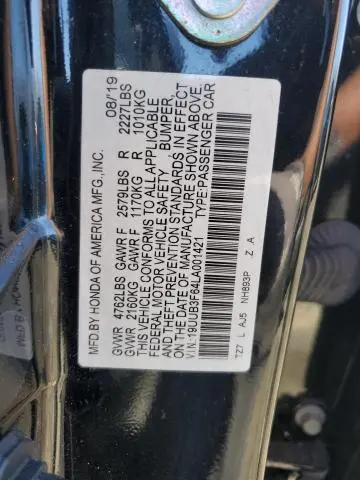 MFD.BY HONDA OF AMERICA MFG.,INC. 08/19
GVWR 4762LBS GAWR F 2579LBS R 2227LBS
GVWR 2160KG GAWR F 1170KG R 1010KG
THIS VEHICLE CONFORMS TO ALL APPLICABLE
FEDERAL MOTOR VEHICLE SAFETY, BUMPER,
AND THEFT PREVENTION STANDARDS IN EFFECT
ON THE DATE OF MANUFACTURE SHOWN ABOVE.
V.I.N:19UUB3F64LA001421 TYPE:PASSENGER CAR
TZ7 L AJ5 NH893P Z .A